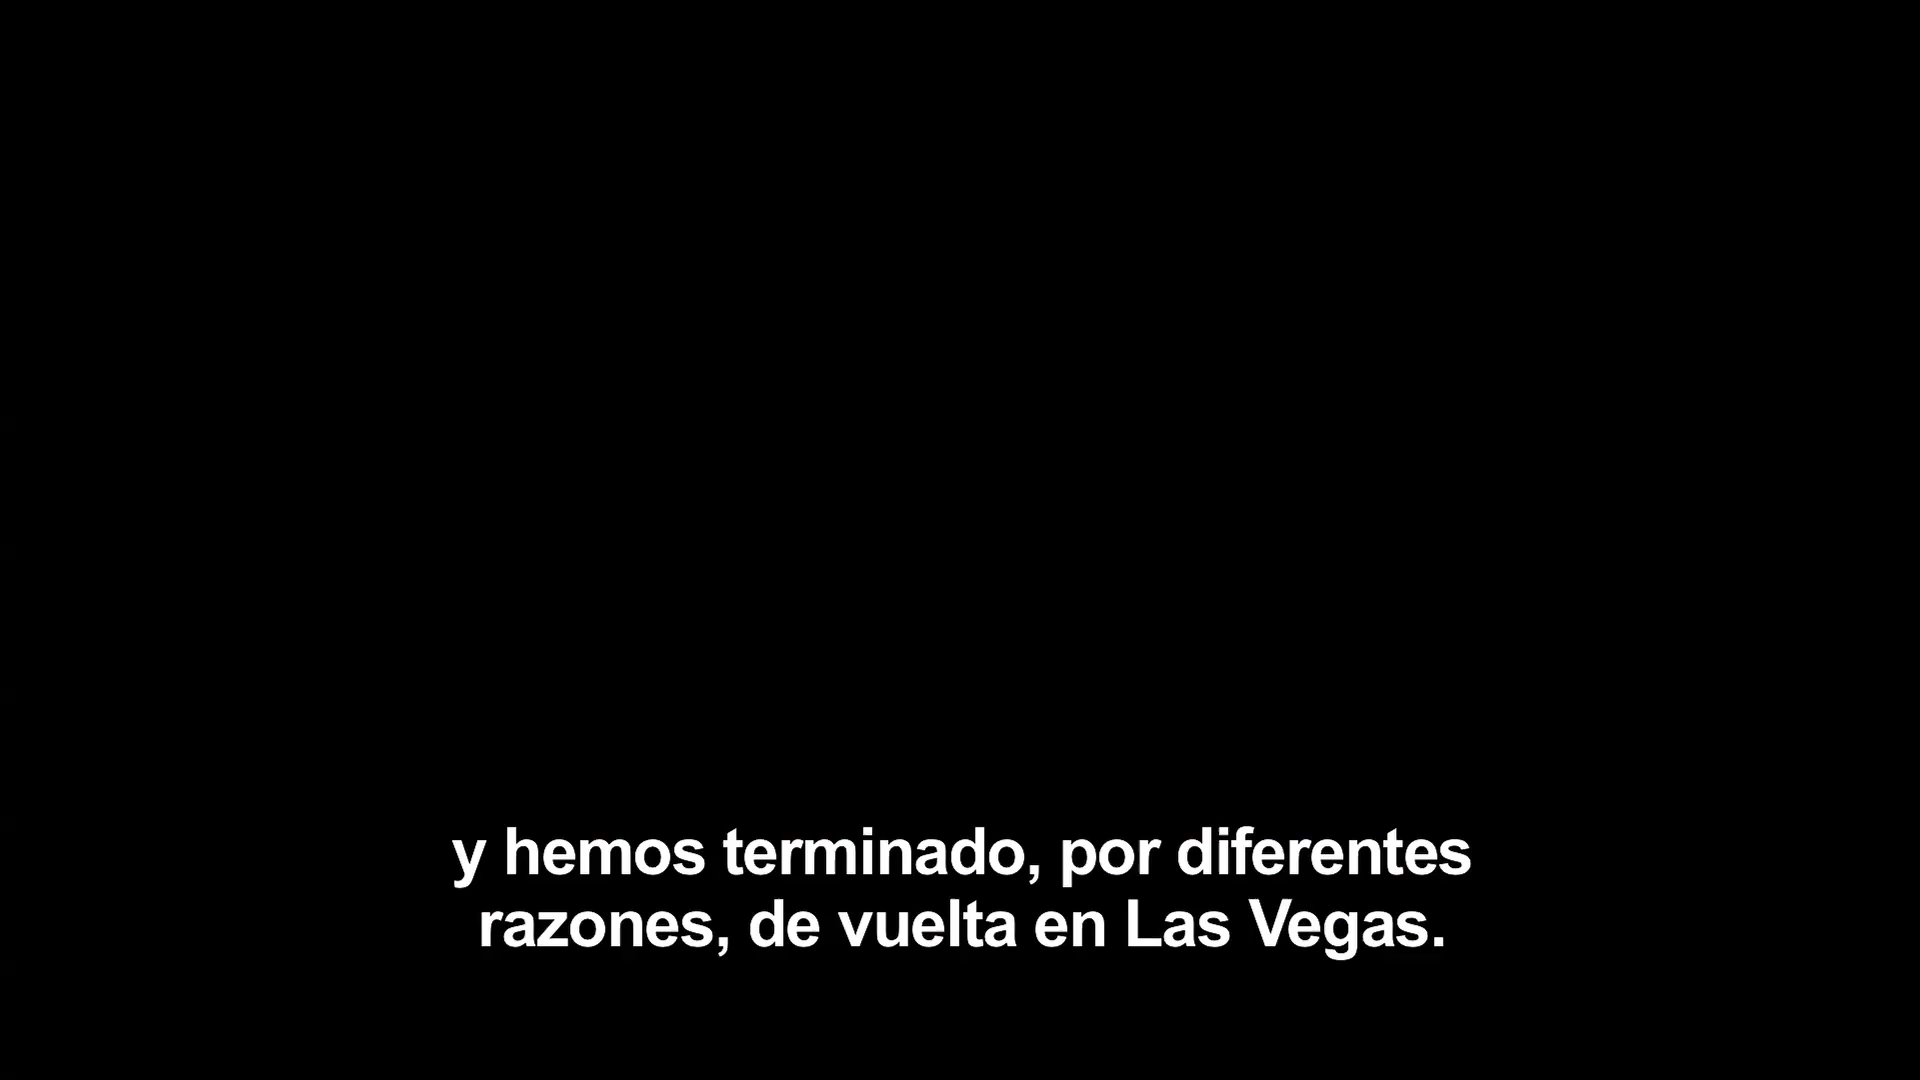 y hemos terminado, por diferentes
razones, de vuelta en Las Vegas.